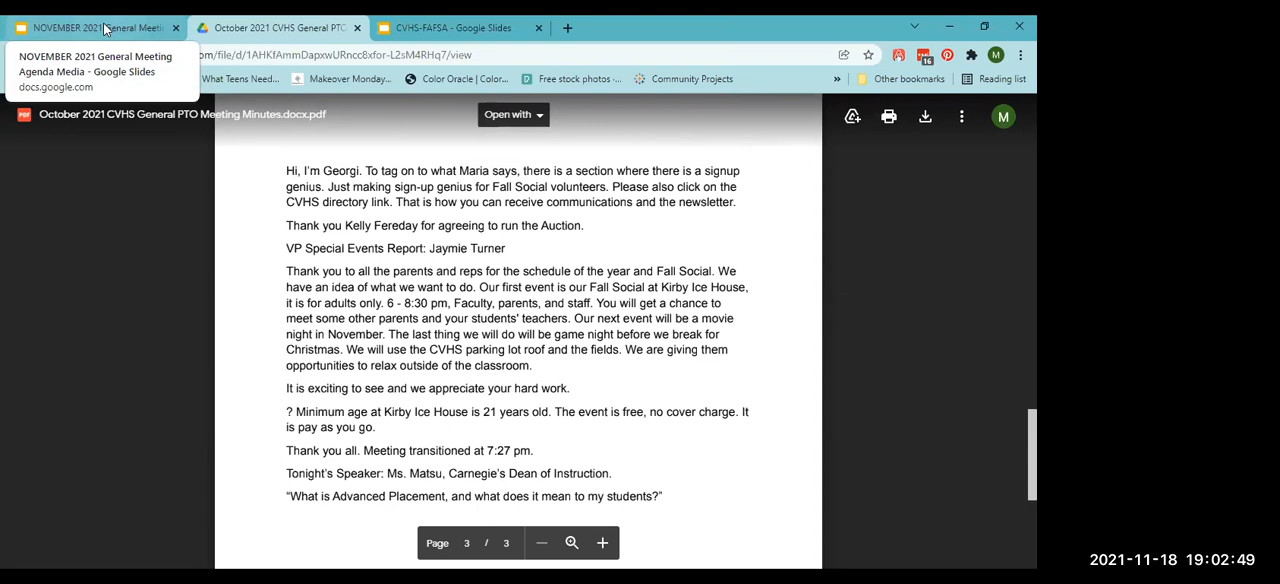 NOVEMBER 2021 General Meeti
October 2021 CVHS General PTO
CVHS-FAFSA - Google Slides
NOVEMBER 2021 General Meeting
Agenda Media - Google Slides
docs.google.com
om/file/d/1AHKfAmmDapxwURncc8xfor-L2sM4RHq7/view
16
M
What Teens Need...
Makeover Monday...
Color Oracle | Color...
Free stock photos ·...
Community Projects
»
Other bookmarks
Reading list
PDF
October 2021 CVHS General PTO Meeting Minutes.docx.pdf
Open with
M
Hi, I'm Georgi. To tag on to what Maria says, there is a section where there is a signup
genius. Just making sign-up genius for Fall Social volunteers. Please also click on the
CVHS directory link. That is how you can receive communications and the newsletter.
Thank you Kelly Fereday for agreeing to run the Auction.
VP Special Events Report: Jaymie Turner
Thank you to all the parents and reps for the schedule of the year and Fall Social. We
have an idea of what we want to do. Our first event is our Fall Social at Kirby Ice House,
it is for adults only. 6 - 8:30 pm, Faculty, parents, and staff. You will get a chance to
meet some other parents and your students' teachers. Our next event will be a movie
night in November. The last thing we will do will be game night before we break for
Christmas. We will use the CVHS parking lot roof and the fields. We are giving them
opportunities to relax outside of the classroom.
It is exciting to see and we appreciate your hard work.
? Minimum age at Kirby Ice House is 21 years old. The event is free, no cover charge. It
is pay as you go.
Thank you all. Meeting transitioned at 7:27 pm.
Tonight's Speaker: Ms. Matsu, Carnegie's Dean of Instruction.
“What is Advanced Placement, and what does it mean to my students?”
Page 3 / 3
2021-11-18 19:02:49